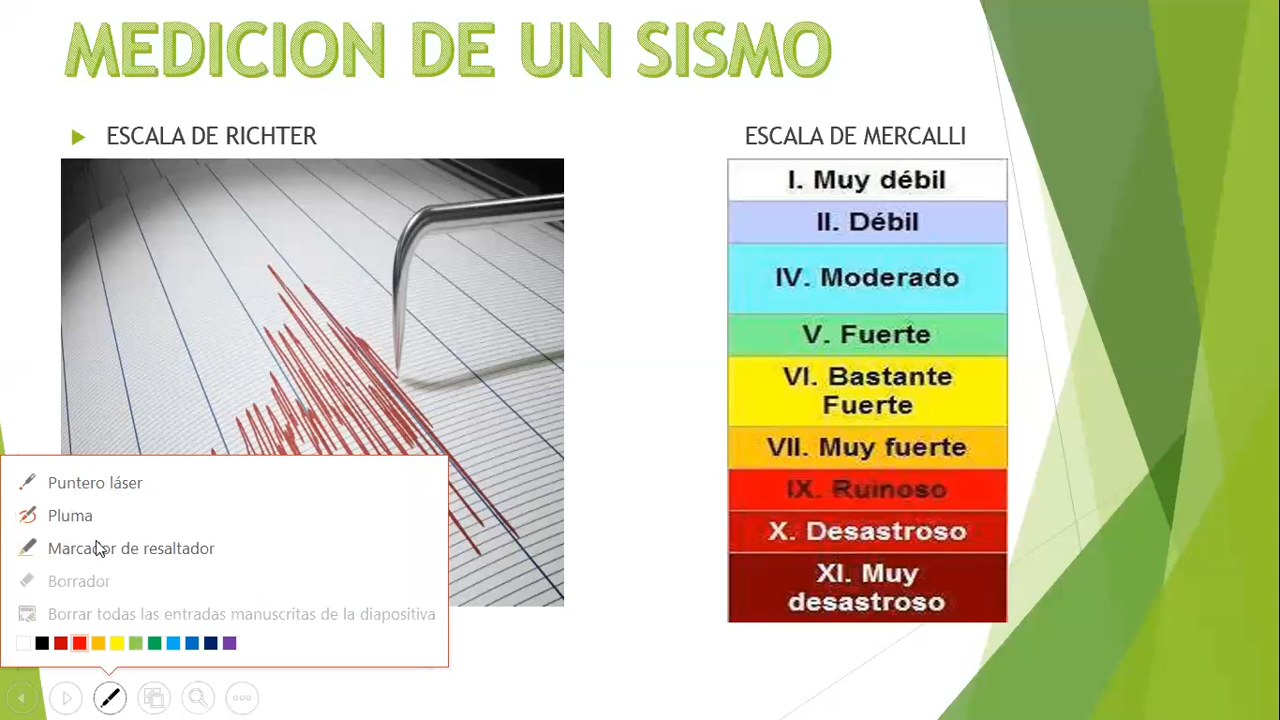 MEDICION DE UN SISMO
ESCALA DE RICHTER
ESCALA DE MERCALLI
I. Muy débil
II. Débil
IV. Moderado
V. Fuerte
VI. Bastante
Fuerte
VII. Muy fuerte
IX. Ruinoso
X. Desastroso
XI. Muy
desastroso
Puntero láser
Pluma
Marcador de resaltador
Borrador
Borrar todas las entradas manuscritas de la diapositiva